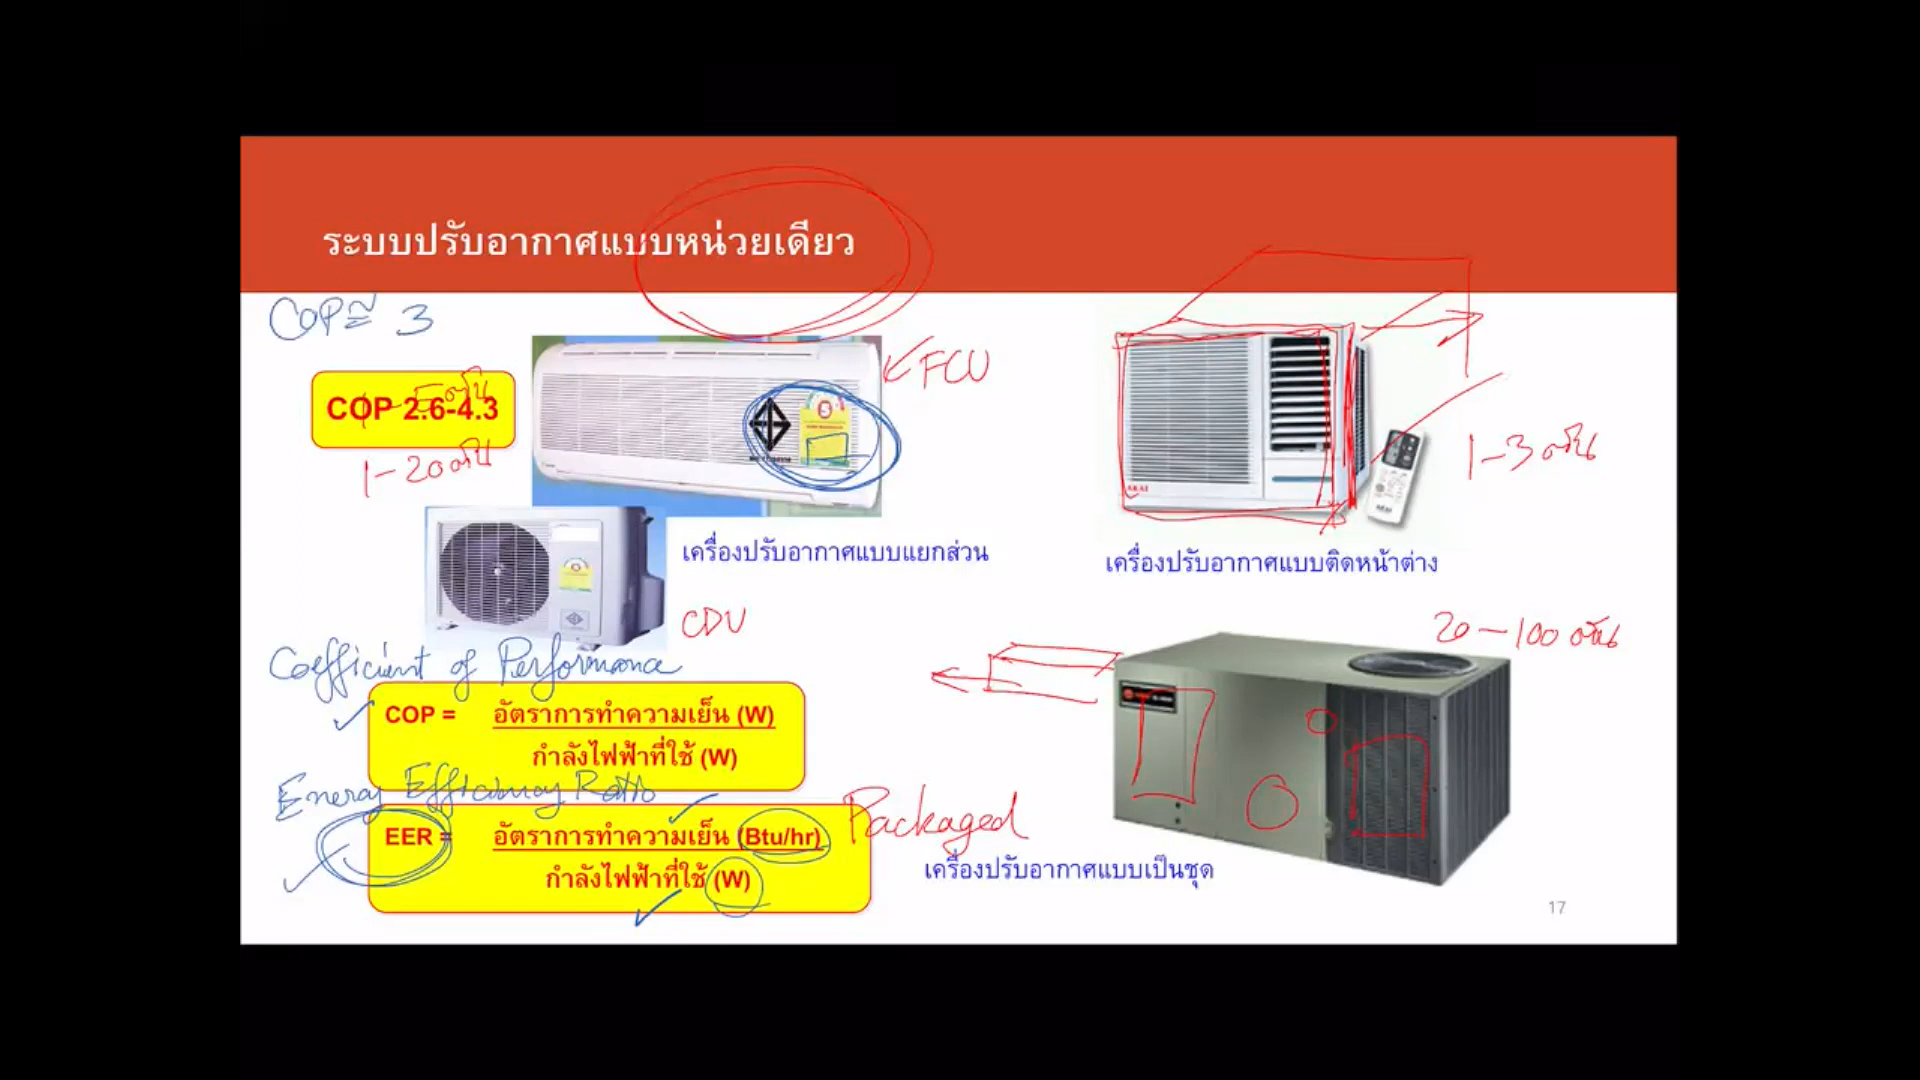 ระบบปรับอากาศแบบหน่วยเดียว
COP ≅ 3
← FCU
COP 2.6-4.3
1-5 ตัน
1-20 ตัน
1-3 ตัน
AKAI
เครื่องปรับอากาศแบบแยกส่วน
เครื่องปรับอากาศแบบติดหน้าต่าง
CDU
20-100 ตัน
Coefficient of Performance
COP = อัตราการทำความเย็น (W)
กำลังไฟฟ้าที่ใช้ (W)
Energy Efficiency Ratio
EER = อัตราการทำความเย็น (Btu/hr)
กำลังไฟฟ้าที่ใช้ (W)
Packaged
เครื่องปรับอากาศแบบเป็นชุด
17